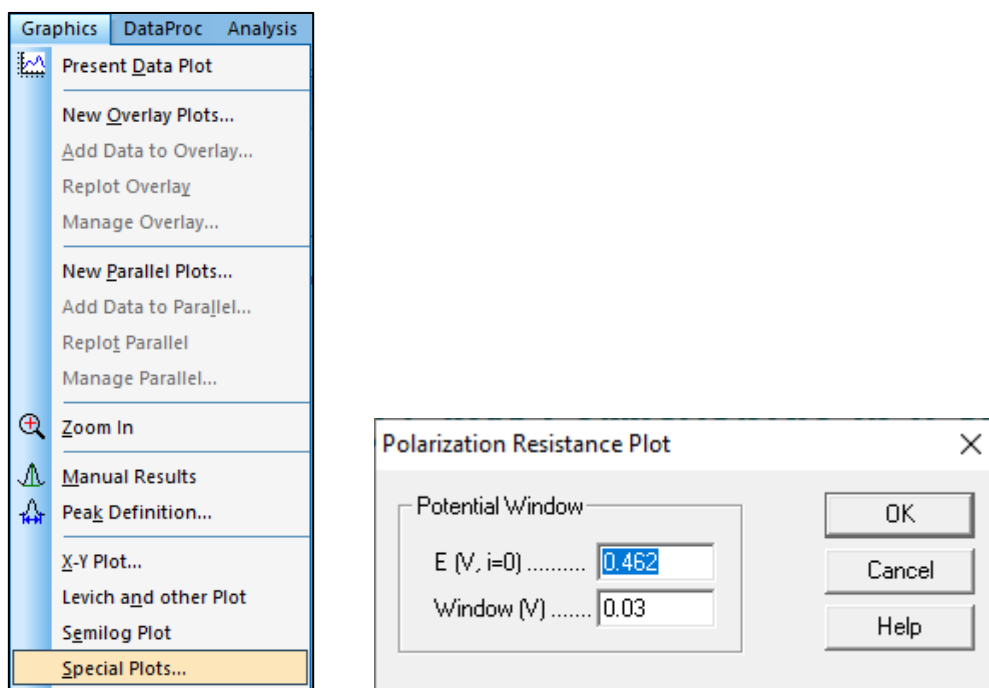 Graphics DataProc Analysis
Present Data Plot
New Overlay Plots...
Add Data to Overlay...
Replot Overlay
Manage Overlay...
New Parallel Plots...
Add Data to Parallel...
Replot Parallel
Manage Parallel...
Zoom In
Manual Results
Peak Definition...
X-Y Plot...
Levich and other Plot
Semilog Plot
Special Plots...
Polarization Resistance Plot
Potential Window
E (V, i=0) .......... 0.462
Window (V) ....... 0.03
OK
Cancel
Help